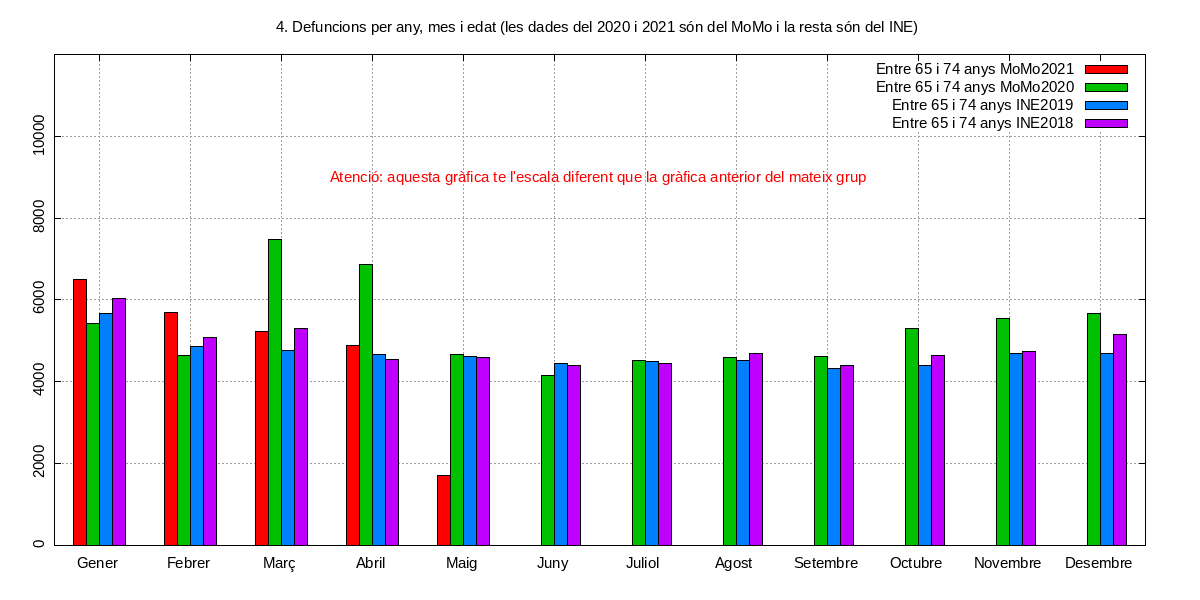 4. Defuncions per any, mes i edat (les dades del 2020 i 2021 són del MoMo i la resta són del INE)
Entre 65 i 74 anys MoMo2021
Entre 65 i 74 anys MoMo2020
Entre 65 i 74 anys INE2019
Entre 65 i 74 anys INE2018
Atenció: aquesta gràfica te l'escala diferent que la gràfica anterior del mateix grup
10000
8000
6000
4000
2000
0
Gener Febrer Març Abril Maig Juny Juliol Agost Setembre Octubre Novembre Desembre